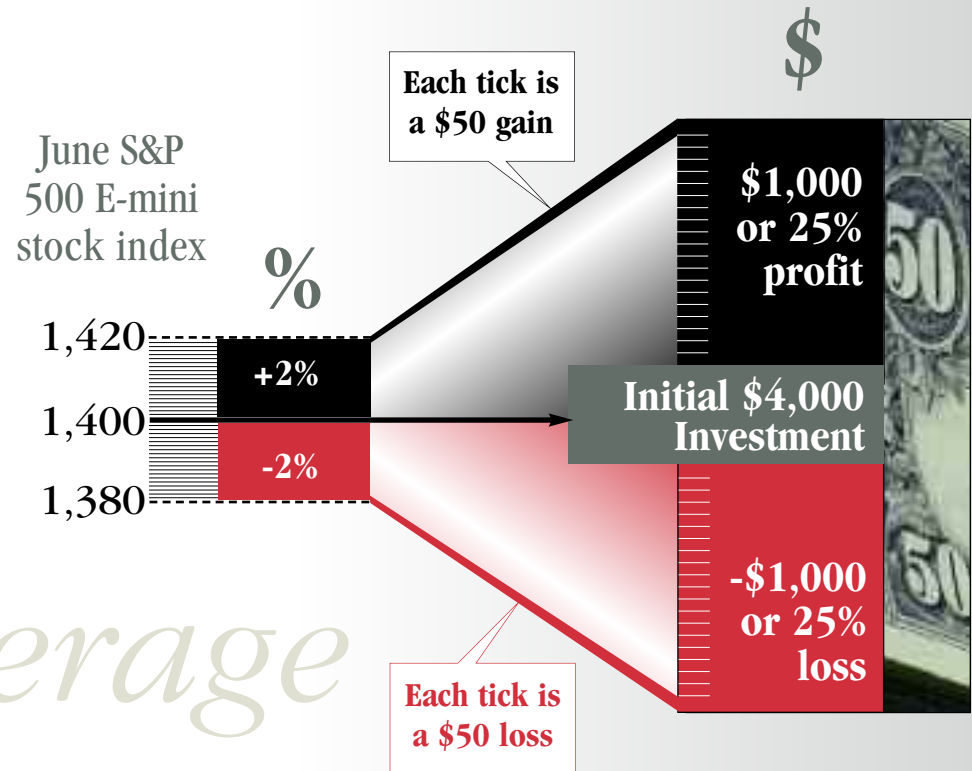 $
Each tick is
a $50 gain
June S&P
500 E-mini
stock index
%
$1,000
or 25%
profit
50
1,420
+2%
1,400
Initial $4,000
Investment
-2%
1,380
-$1,000
or 25%
loss
50
erage
Each tick is
a $50 loss